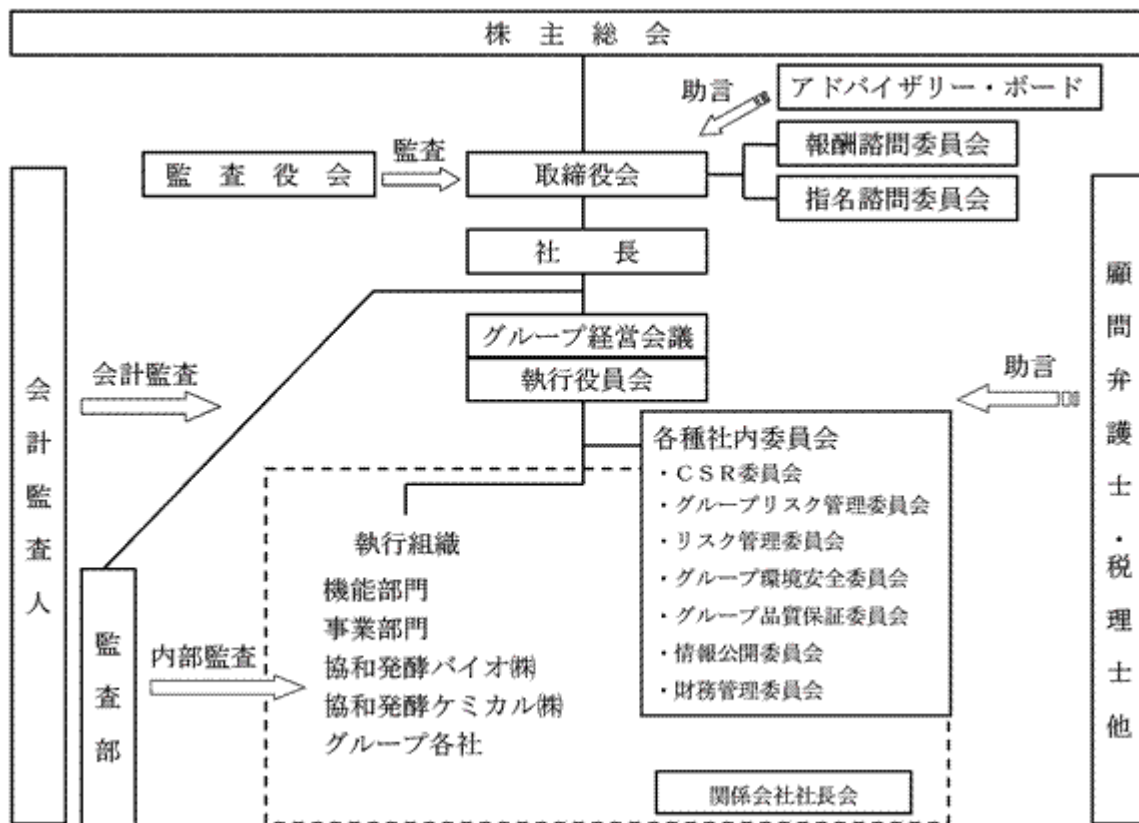 株主総会
助言
アドバイザリー・ボード
報酬諮問委員会
指名諮問委員会
監査役会
監査
取締役会
社長
グループ経営会議
執行役員会
会計監査人
会計監査
顧問弁護士・税理士他
助言
各種社内委員会
・CSR委員会
・グループリスク管理委員会
・リスク管理委員会
・グループ環境安全委員会
・グループ品質保証委員会
・情報公開委員会
・財務管理委員会
執行組織
機能部門
事業部門
協和発酵バイオ㈱
協和発酵ケミカル㈱
グループ各社
監査部
内部監査
関係会社社長会